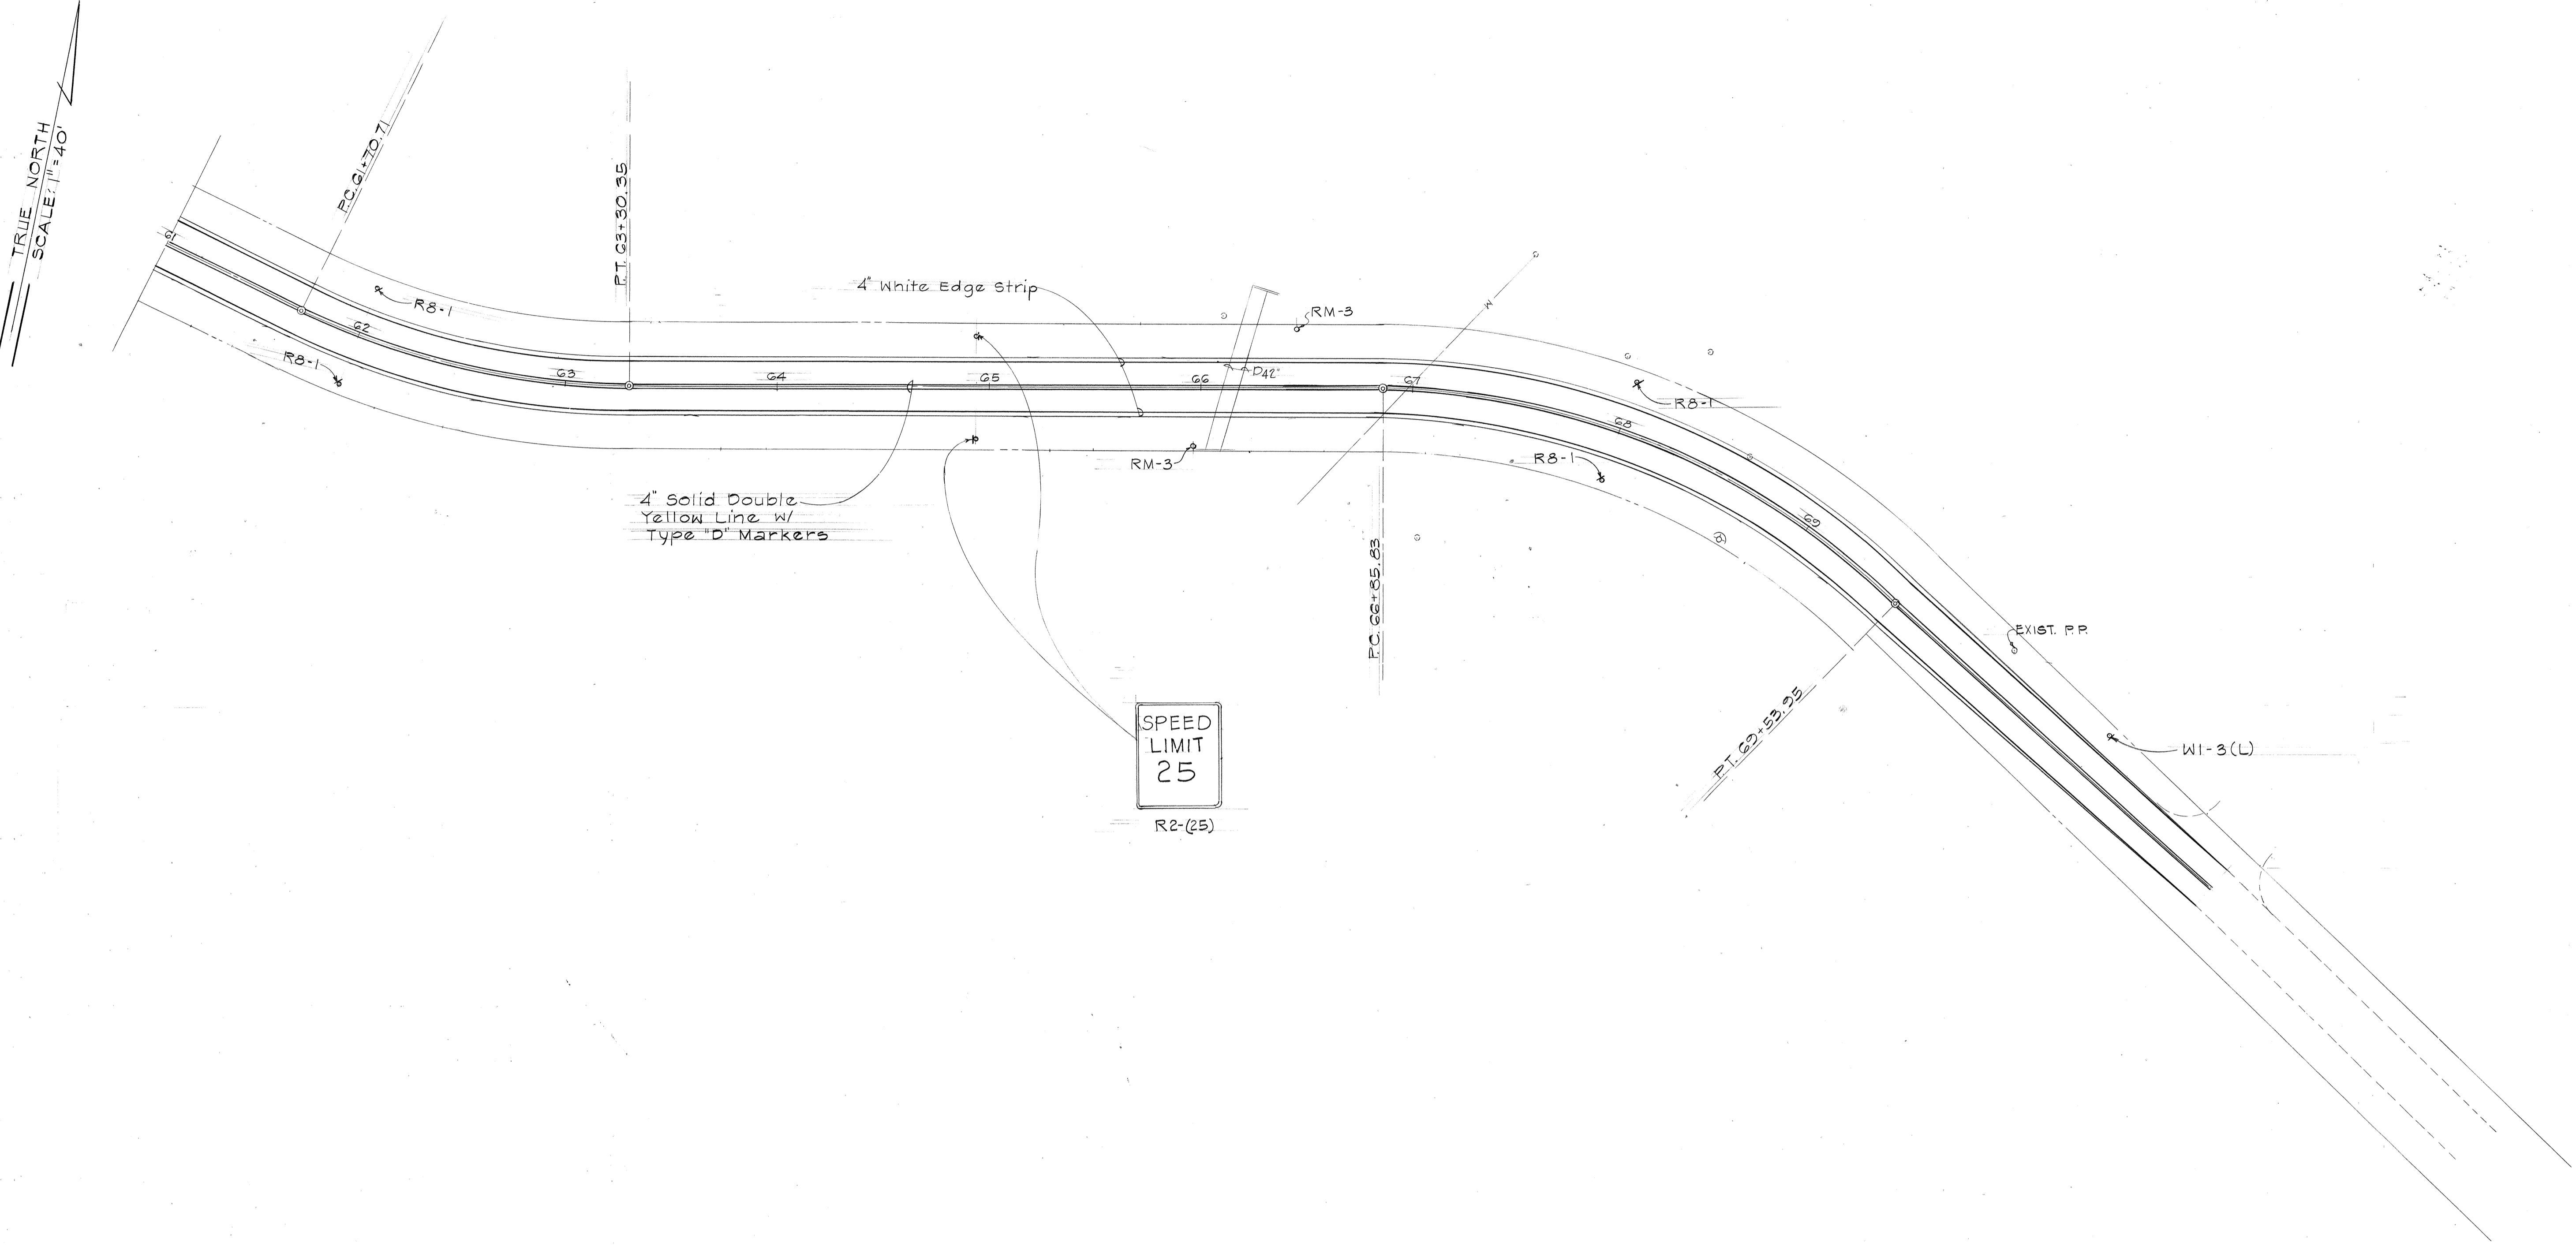 TRUE NORTH
SCALE: 1"=40'
P.C. 61+70.71
P.T. 63+30.35
61
R8-1
62
R8-1
63
64
65
66
67
68
69
4" White Edge Strip
RM-3
D42"
W
R8-1
RM-3
R8-1
4" Solid Double
Yellow Line W/
Type "D" Markers
P.C. 66+85.83
EXIST. P.P.
P.T. 69+53.95
W1-3(L)
SPEED
LIMIT
25
R2-(25)